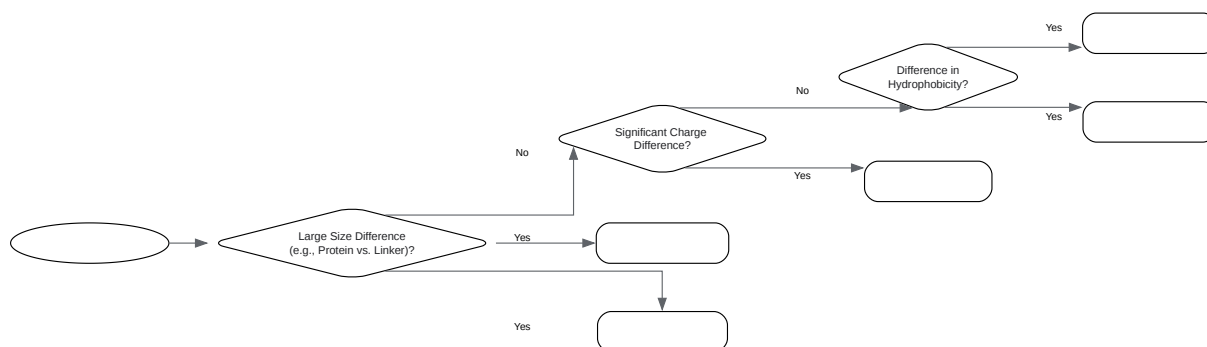 Yes
Difference in
Hydrophobicity?
No
Yes
Significant Charge
Difference?
No
Yes
Large Size Difference
(e.g., Protein vs. Linker)?
Yes
Yes